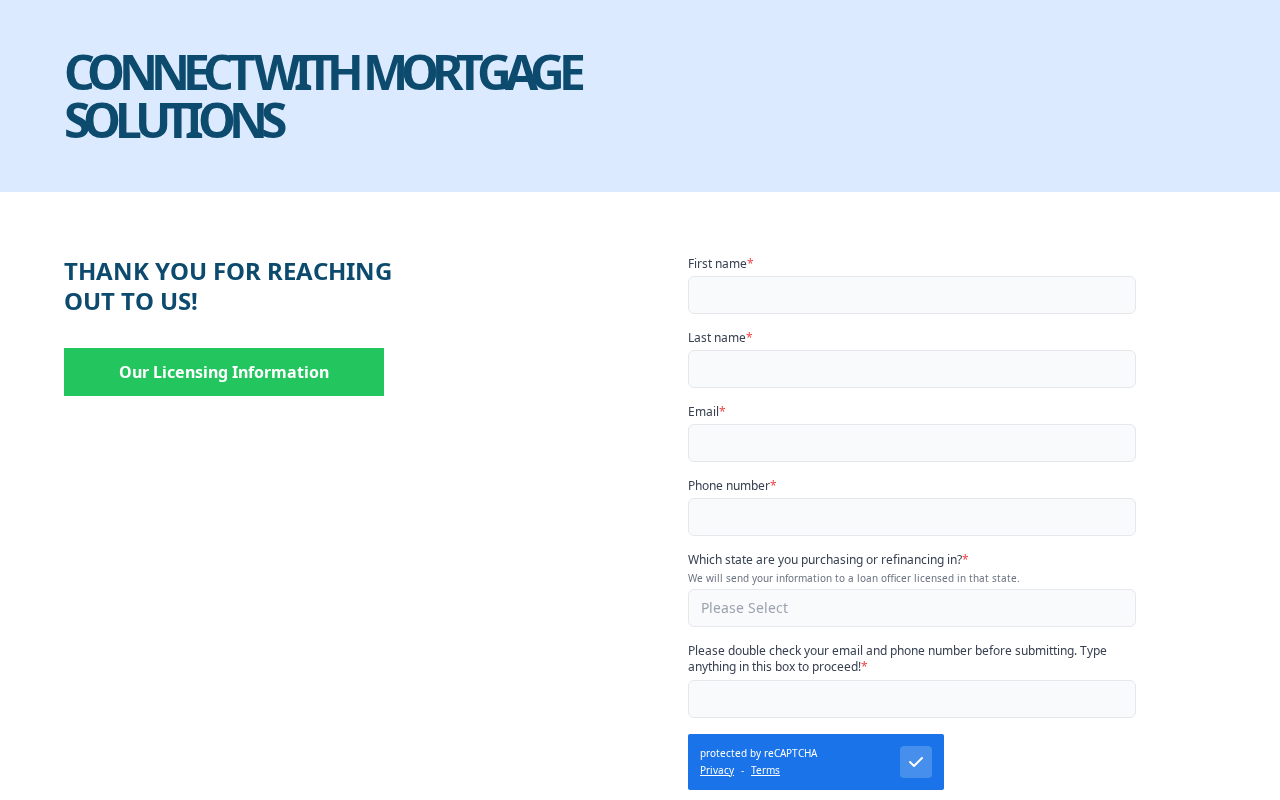 CONNECT WITH MORTGAGE
SOLUTIONS
THANK YOU FOR REACHING
OUT TO US!
Our Licensing Information
First name*
Last name*
Email*
Phone number*
Which state are you purchasing or refinancing in?*
We will send your information to a loan officer licensed in that state.
Please Select
Please double check your email and phone number before submitting. Type
anything in this box to proceed!*
protected by reCAPTCHA
Privacy - Terms